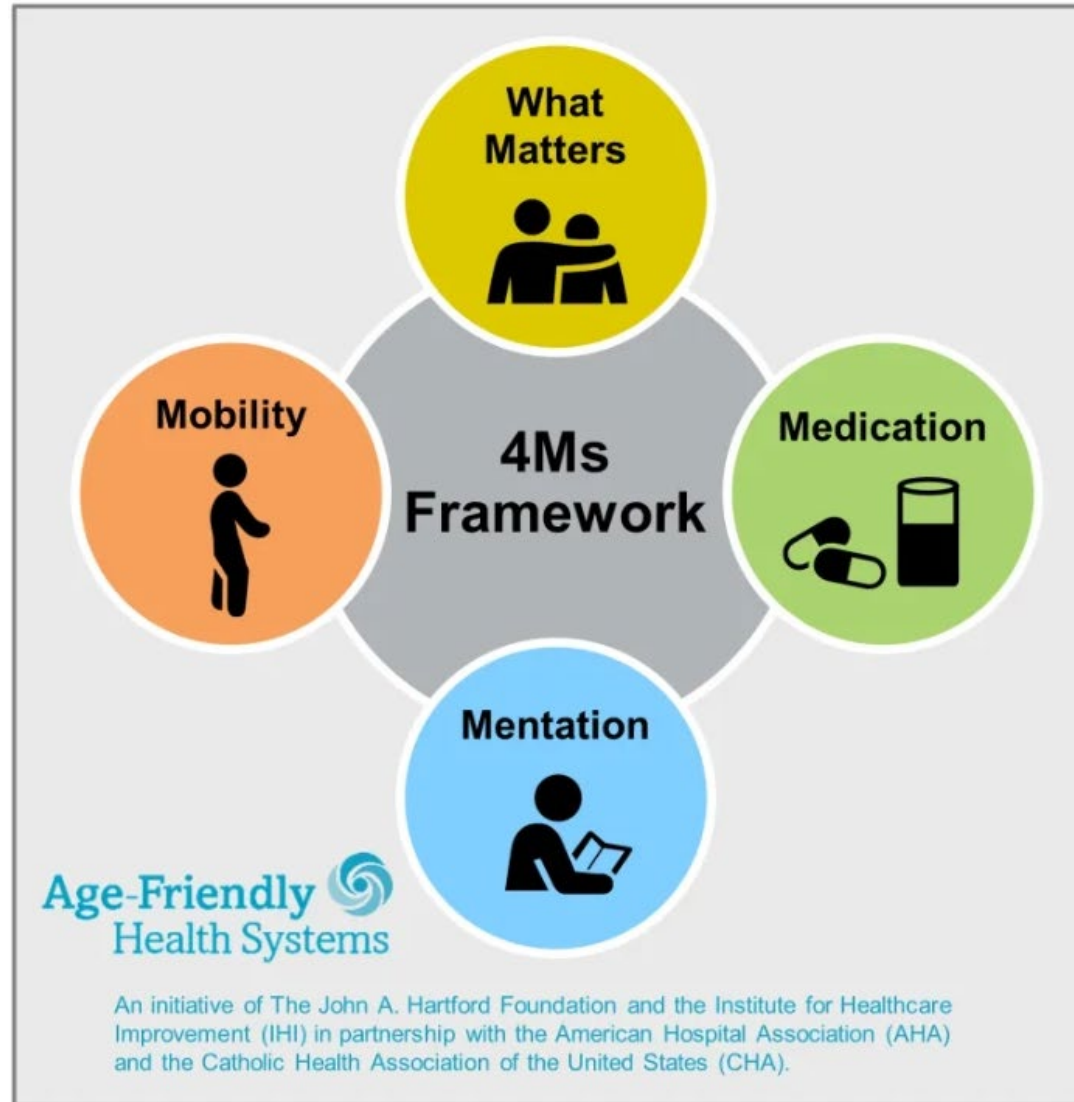 What
Matters
Mobility
4Ms
Framework
Medication
Mentation
Age-Friendly
Health Systems
An initiative of The John A. Hartford Foundation and the Institute for Healthcare
Improvement (IHI) in partnership with the American Hospital Association (AHA)
and the Catholic Health Association of the United States (CHA).